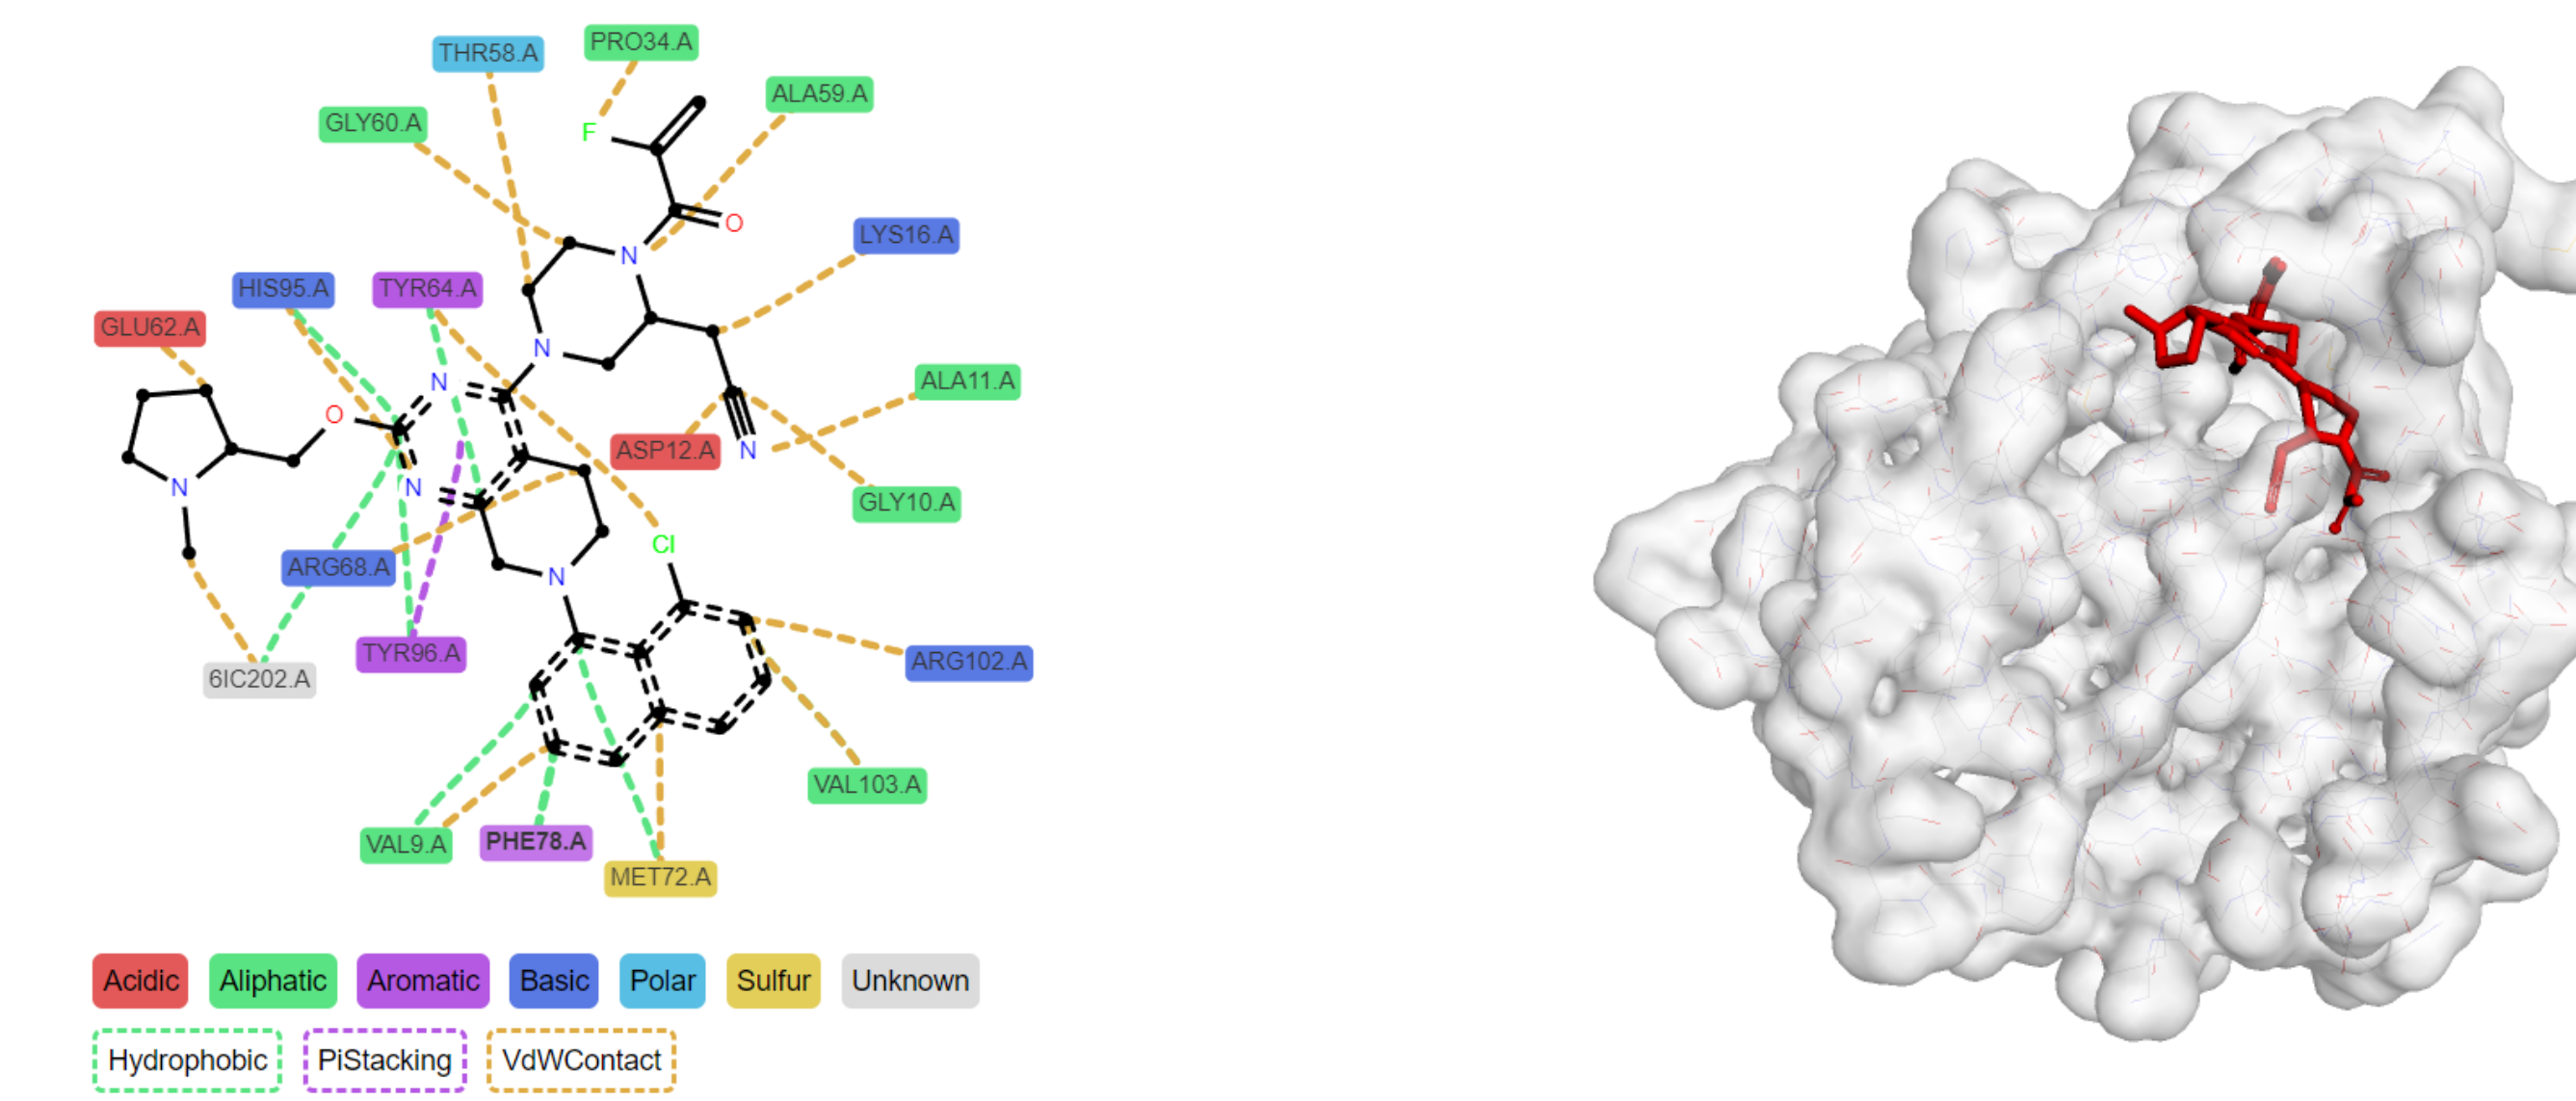 PRO34.A
THR58.A
ALA59.A
GLY60.A
F
O
LYS16.A
N
HIS95.A
TYR64.A
GLU62.A
N
N
ALA11.A
O
ASP12.A
N
N
N
GLY10.A
Cl
ARG68.A
N
TYR96.A
ARG102.A
6IC202.A
VAL103.A
VAL9.A
PHE78.A
MET72.A
Acidic Aliphatic Aromatic Basic Polar Sulfur Unknown
Hydrophobic PiStacking VdWContact